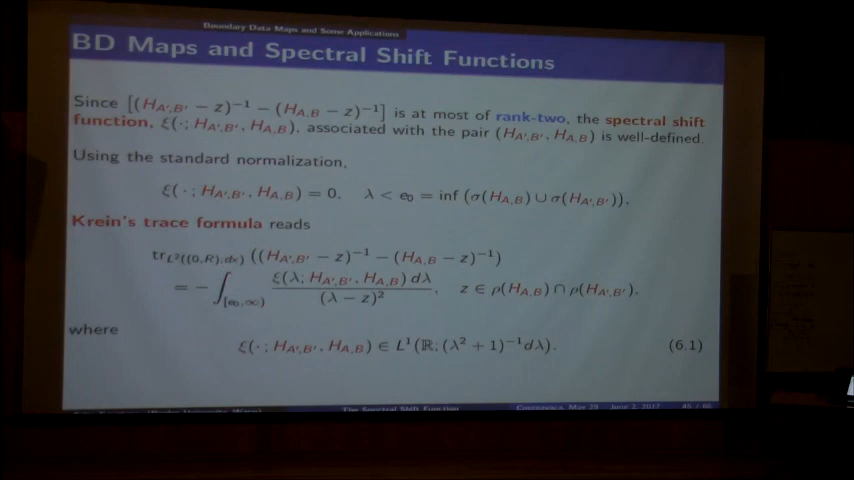 Boundary Data Maps and Some Applications
BD Maps and Spectral Shift Functions
Since [(H_{A′,B′} − z)^{−1} − (H_{A,B} − z)^{−1}] is at most of rank-two, the spectral shift
function, ξ(· ; H_{A′,B′}, H_{A,B}), associated with the pair (H_{A′,B′}, H_{A,B}) is well-defined.
Using the standard normalization,
ξ(· ; H_{A′,B′}, H_{A,B}) = 0, λ < e_0 = inf (σ(H_{A,B}) ∪ σ(H_{A′,B′})),
Krein's trace formula reads
tr_{L^2((0,R);dx)} ((H_{A′,B′} − z)^{−1} − (H_{A,B} − z)^{−1})
= − ∫_{[e_0,∞)} ξ(λ; H_{A′,B′}, H_{A,B}) dλ / (λ − z)^2, z ∈ ρ(H_{A,B}) ∩ ρ(H_{A′,B′}),
where
ξ(· ; H_{A′,B′}, H_{A,B}) ∈ L^1(ℝ; (λ^2 + 1)^{−1}dλ). (6.1)
The Spectral Shift Function
2017 45 / 66